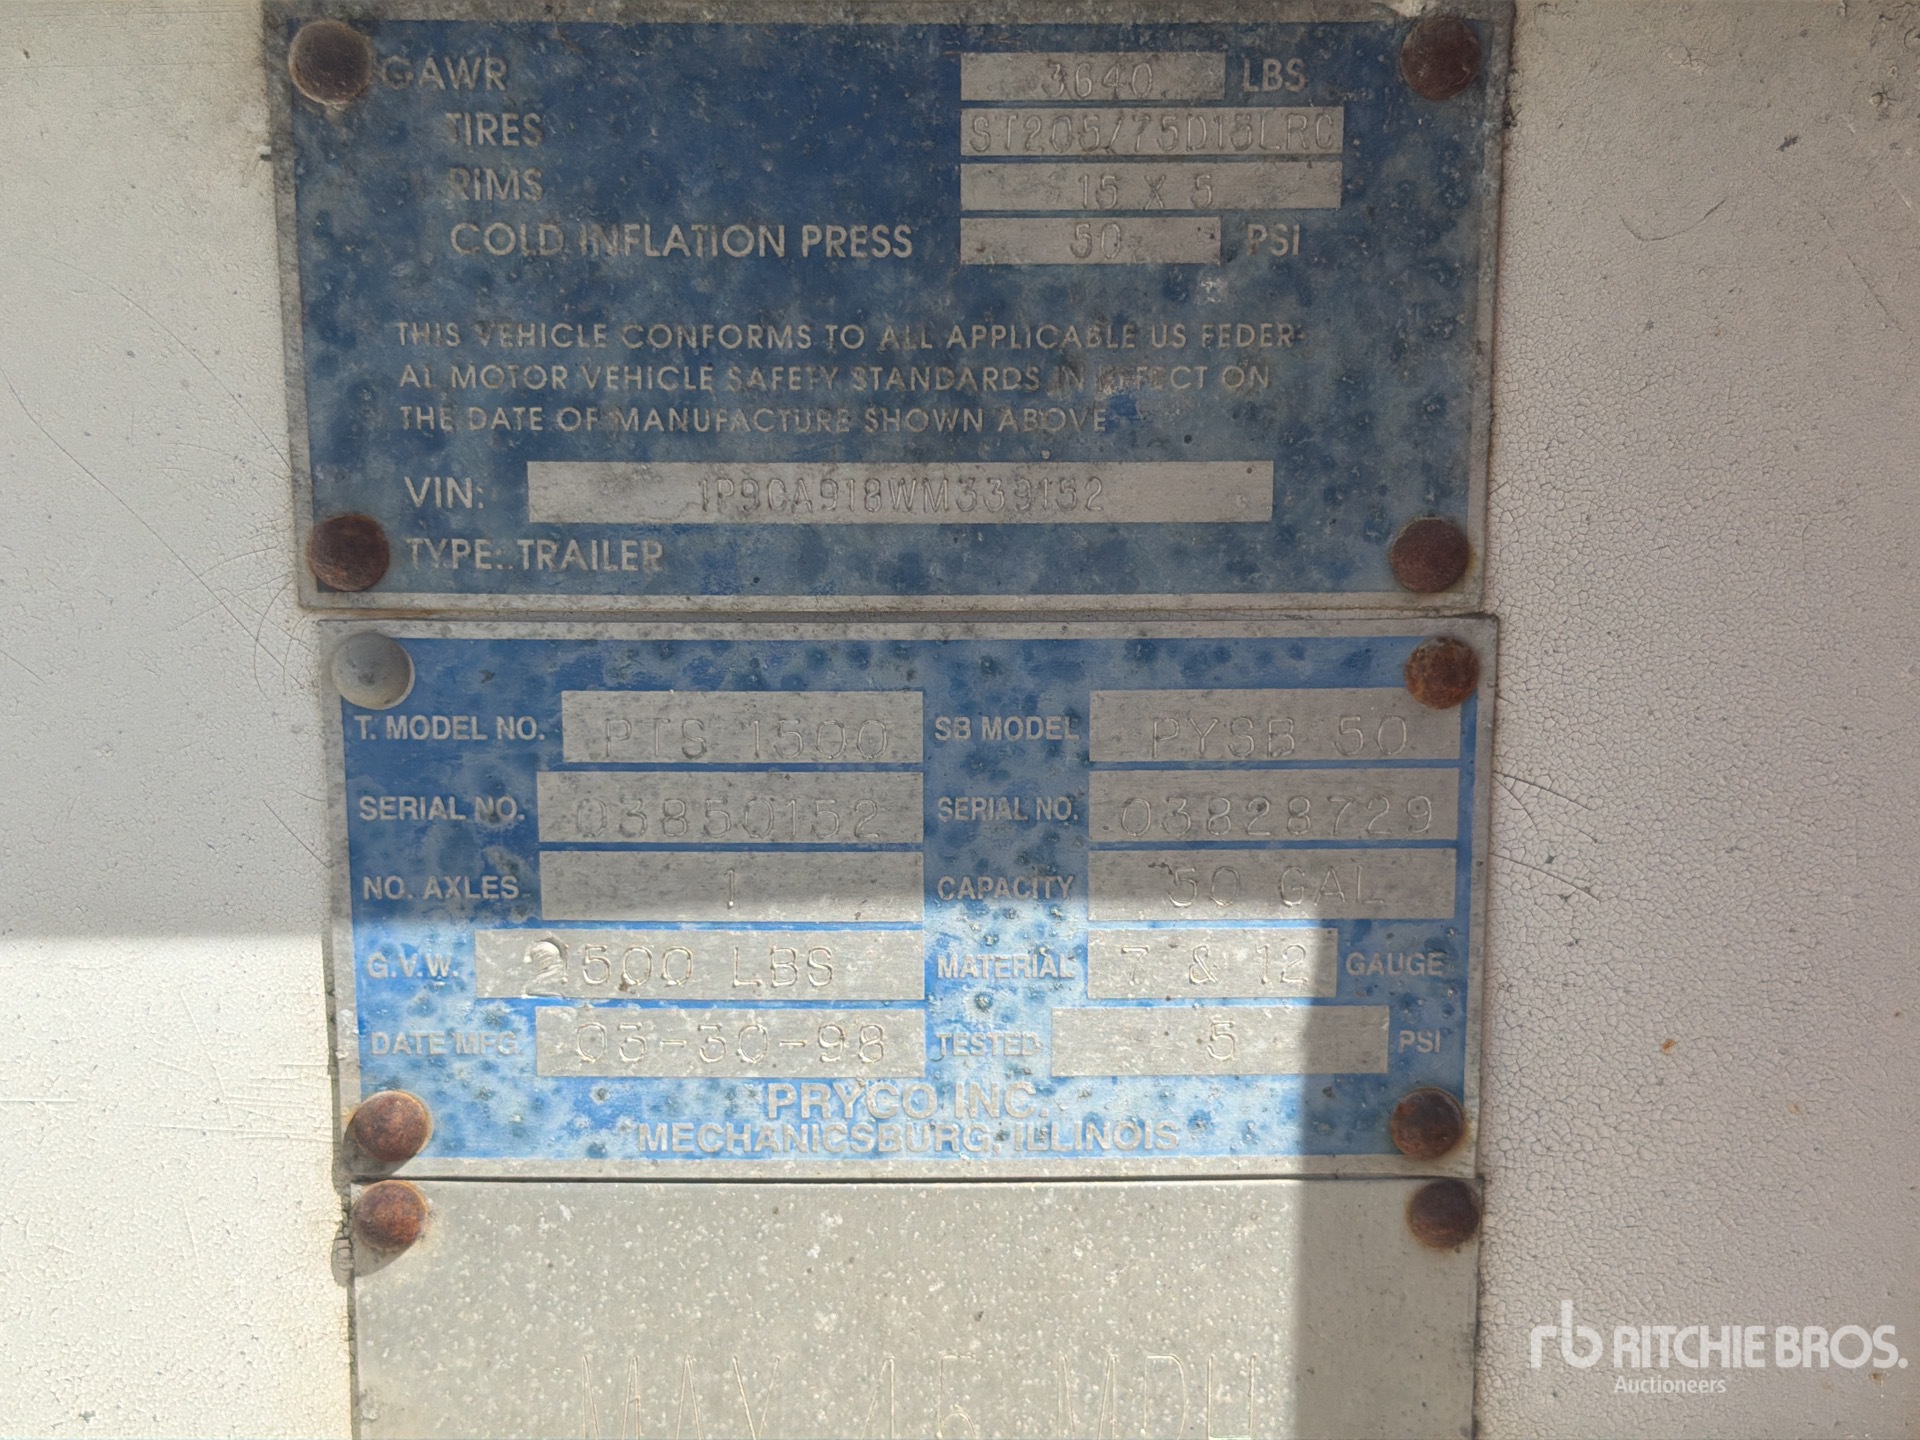 GAWR 3640 LBS
TIRES ST205/75D15LRC
RIMS 15 X 5
COLD INFLATION PRESS 50 PSI
THIS VEHICLE CONFORMS TO ALL APPLICABLE US FEDER-
AL MOTOR VEHICLE SAFETY STANDARDS IN EFFECT ON
THE DATE OF MANUFACTURE SHOWN ABOVE
VIN: 1P9CA918WM339152
TYPE: TRAILER
T. MODEL NO. PTS 1500 SB MODEL PYSB 50
SERIAL NO. 03850152 SERIAL NO. 03828729
NO. AXLES 1 CAPACITY 50 GAL
G.V.W. 2500 LBS MATERIAL 7 & 12 GAUGE
DATE MFG 03-30-98 TESTED 5 PSI
PRYCO INC.
MECHANICSBURG, ILLINOIS
MAX 45 MPH
rb RITCHIE BROS.
Auctioneers